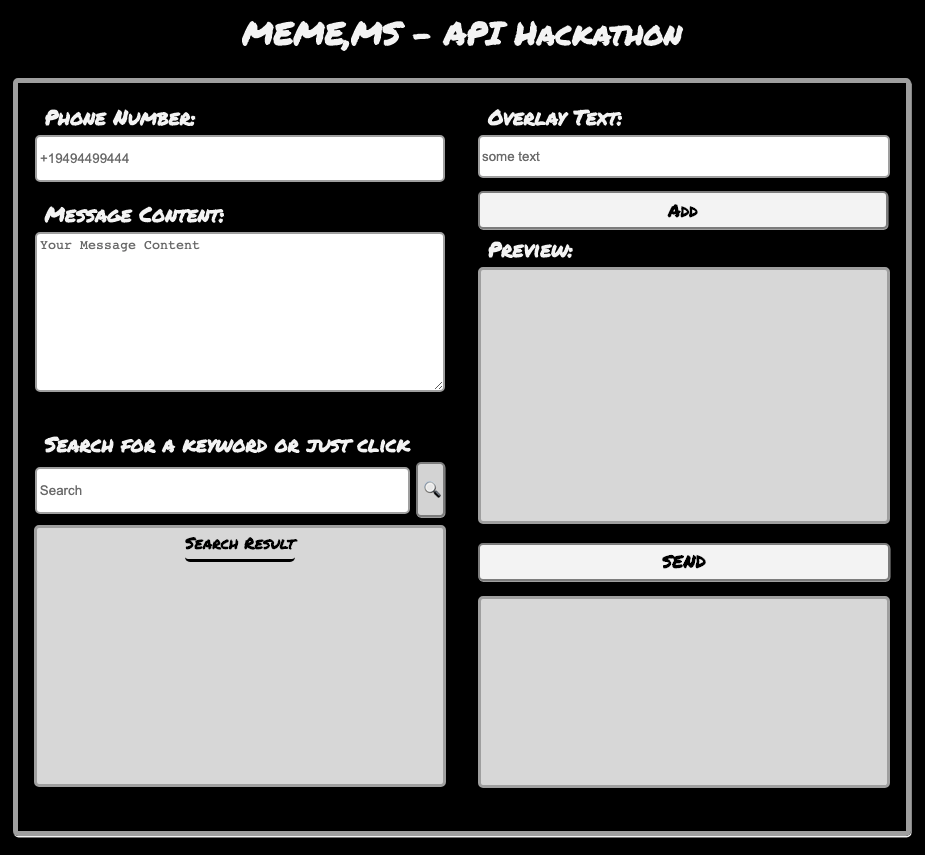 MEME,MS - API Hackathon
Phone Number:
+19494499444
Message Content:
Your Message Content
Search for a keyword or just click
Search
Search Result
Overlay Text:
some text
Add
Preview:
SEND